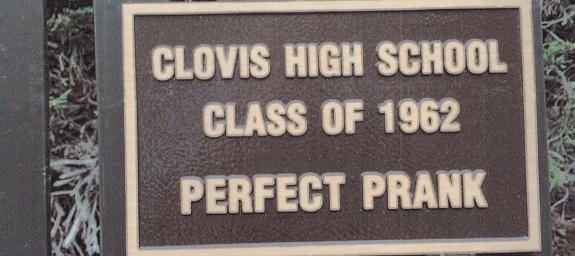 CLOVIS HIGH SCHOOL
CLASS OF 1962
PERFECT PRANK